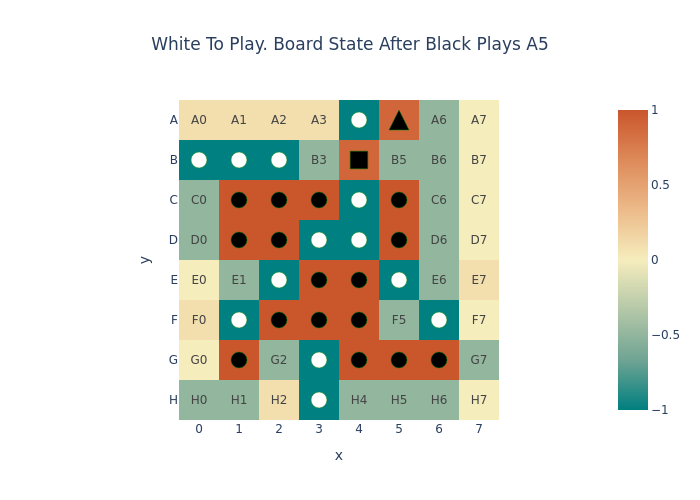 White To Play. Board State After Black Plays A5
A A0 A1 A2 A3 A6 A7
B B3 B5 B6 B7
C C0 C6 C7
D D0 D6 D7
E E0 E1 E6 E7
F F0 F5 F7
G G0 G2 G7
H H0 H1 H2 H4 H5 H6 H7
0 1 2 3 4 5 6 7
x
y
1
0.5
0
−0.5
−1